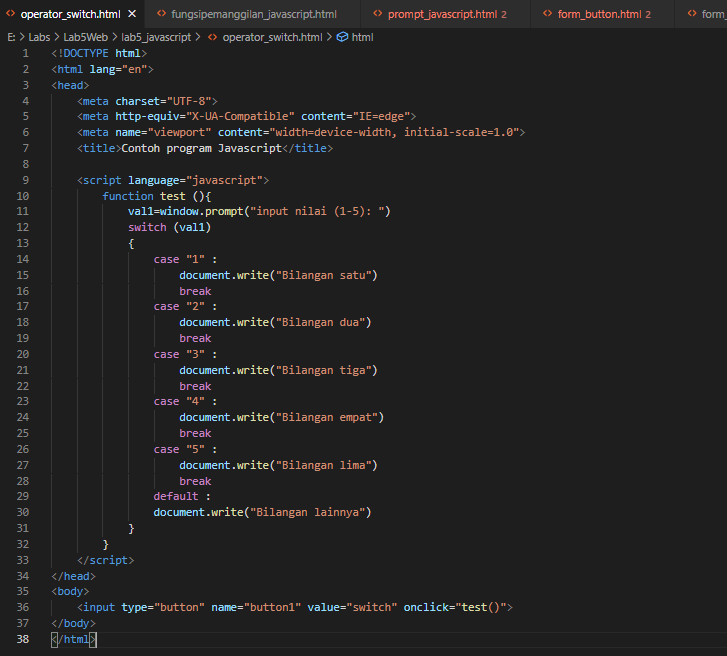 operator_switch.html × fungsipemanggilan_javascript.html prompt_javascript.html 2 form_button.html 2 form_
E: > Labs > Lab5Web > lab5_javascript > operator_switch.html > html
1 <!DOCTYPE html>
2 <html lang="en">
3 <head>
4 <meta charset="UTF-8">
5 <meta http-equiv="X-UA-Compatible" content="IE=edge">
6 <meta name="viewport" content="width=device-width, initial-scale=1.0">
7 <title>Contoh program Javascript</title>
8
9 <script language="javascript">
10 function test (){
11 val1=window.prompt("input nilai (1-5): ")
12 switch (val1)
13 {
14 case "1" :
15 document.write("Bilangan satu")
16 break
17 case "2" :
18 document.write("Bilangan dua")
19 break
20 case "3" :
21 document.write("Bilangan tiga")
22 break
23 case "4" :
24 document.write("Bilangan empat")
25 break
26 case "5" :
27 document.write("Bilangan lima")
28 break
29 default :
30 document.write("Bilangan lainnya")
31 }
32 }
33 </script>
34 </head>
35 <body>
36 <input type="button" name="button1" value="switch" onclick="test()">
37 </body>
38 </html>